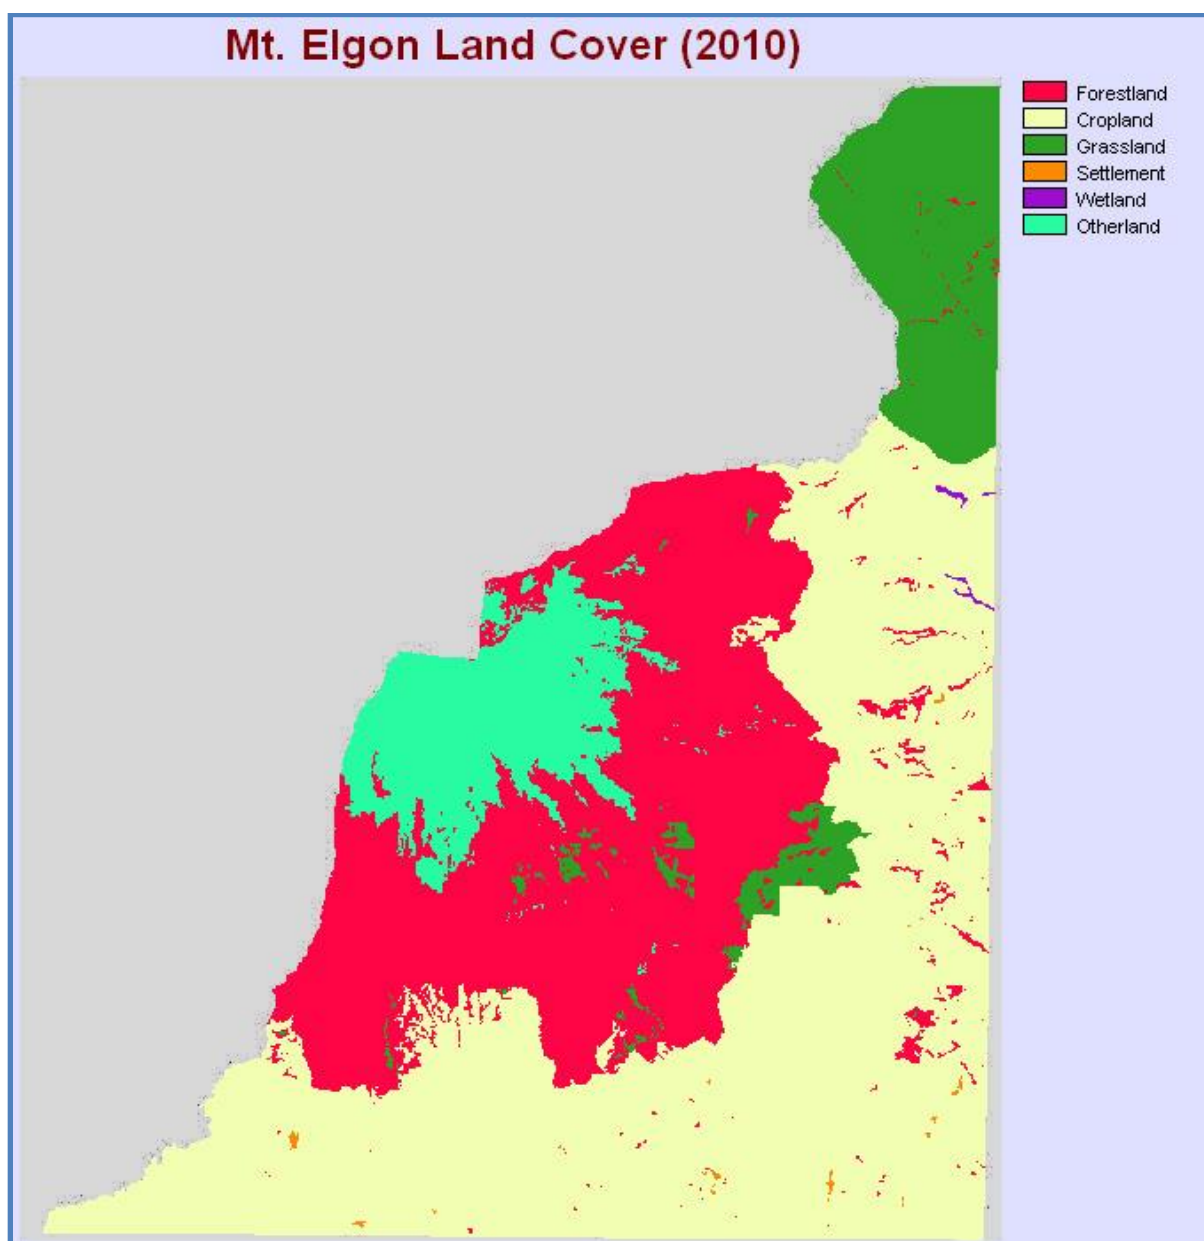 Mt. Elgon Land Cover (2010)
Forestland
Cropland
Grassland
Settlement
Wetland
Otherland